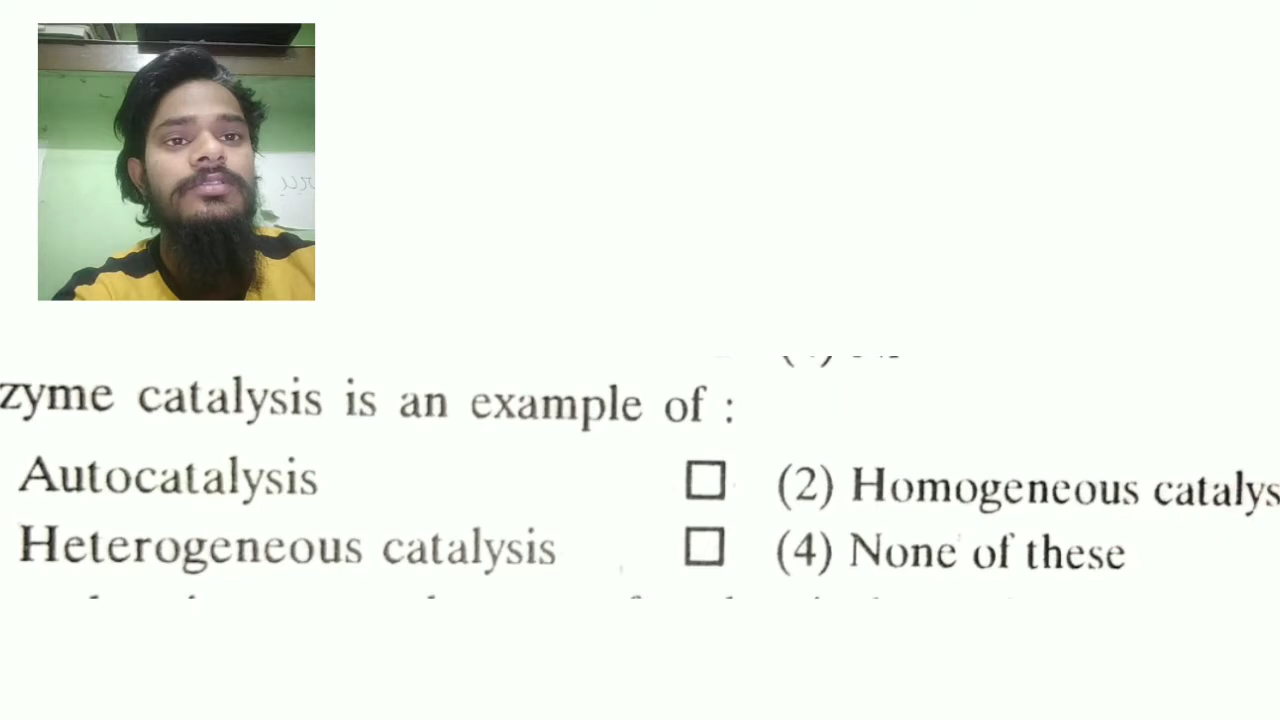 zyme catalysis is an example of :
Autocatalysis □ (2) Homogeneous catalys
Heterogeneous catalysis □ (4) None of these